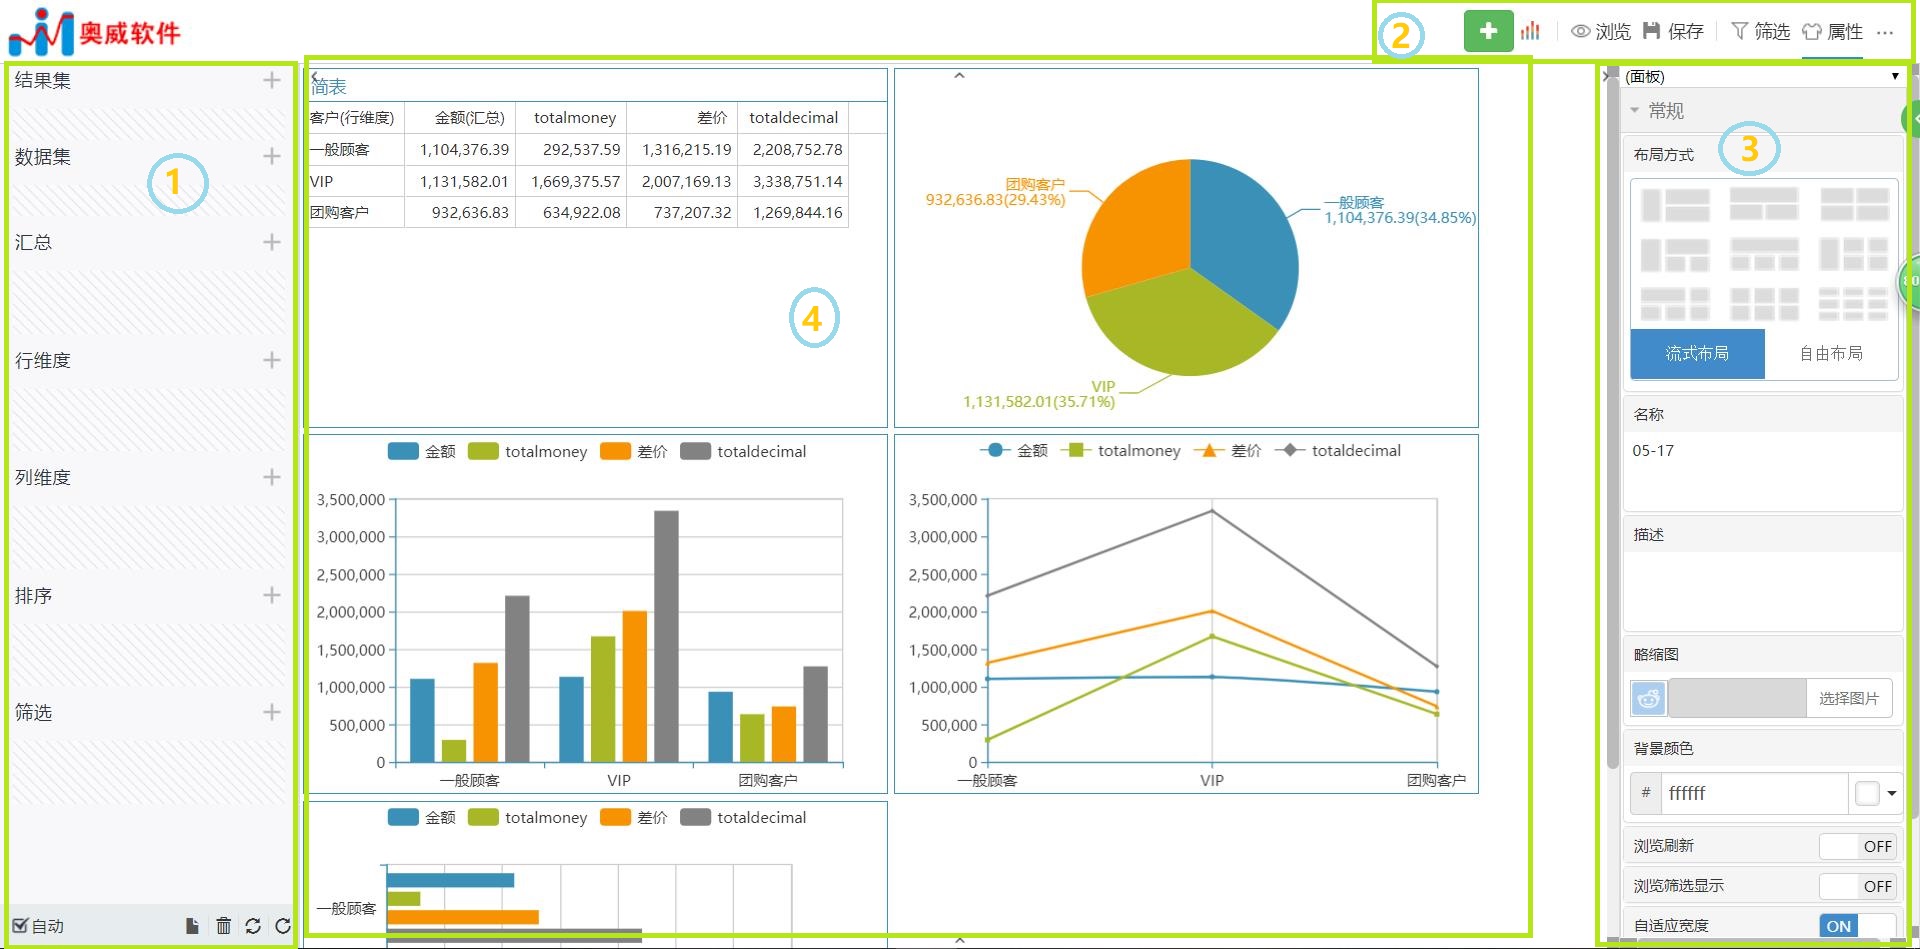 奥威软件
2
浏览
保存
筛选
属性
...
结果集
数据集
1
汇总
行维度
列维度
排序
筛选
自动
简表
客户(行维度) 金额(汇总) totalmoney 差价 totaldecimal
一般顾客 1,104,376.39 292,537.59 1,316,215.19 2,208,752.78
VIP 1,131,582.01 1,669,375.57 2,007,169.13 3,338,751.14
团购客户 932,636.83 634,922.08 737,207.32 1,269,844.16
4
团购客户
932,636.83(29.43%)
一般顾客
1,104,376.39(34.85%)
VIP
1,131,582.01(35.71%)
金额 totalmoney 差价 totaldecimal
3,500,000
3,000,000
2,500,000
2,000,000
1,500,000
1,000,000
500,000
0
一般顾客 VIP 团购客户
金额 totalmoney 差价 totaldecimal
3,500,000
3,000,000
2,500,000
2,000,000
1,500,000
1,000,000
500,000
0
一般顾客 VIP 团购客户
金额 totalmoney 差价 totaldecimal
一般顾客
(面板)
常规
布局方式
3
流式布局 自由布局
名称
05-17
描述
略缩图
选择图片
背景颜色
# ffffff
浏览刷新 OFF
浏览筛选显示 OFF
自适应宽度 ON